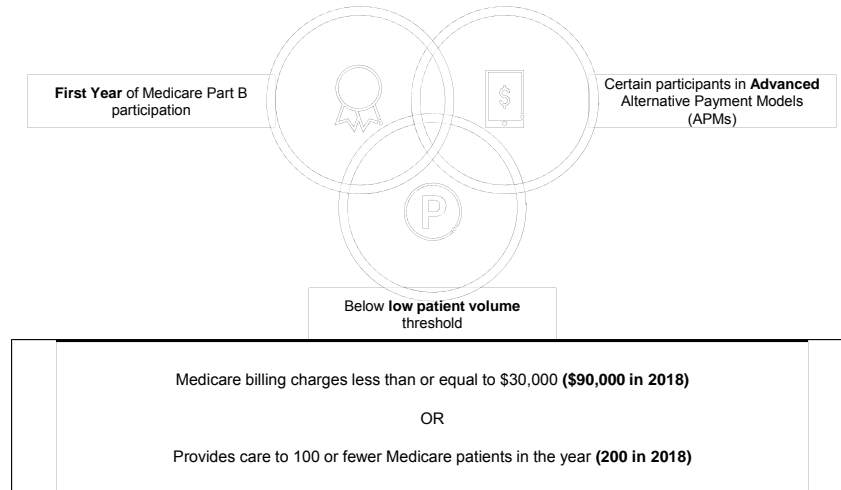 First Year of Medicare Part B
participation
$
Certain participants in Advanced
Alternative Payment Models
(APMs)
P
Below low patient volume
threshold
Medicare billing charges less than or equal to $30,000 ($90,000 in 2018)
OR
Provides care to 100 or fewer Medicare patients in the year (200 in 2018)